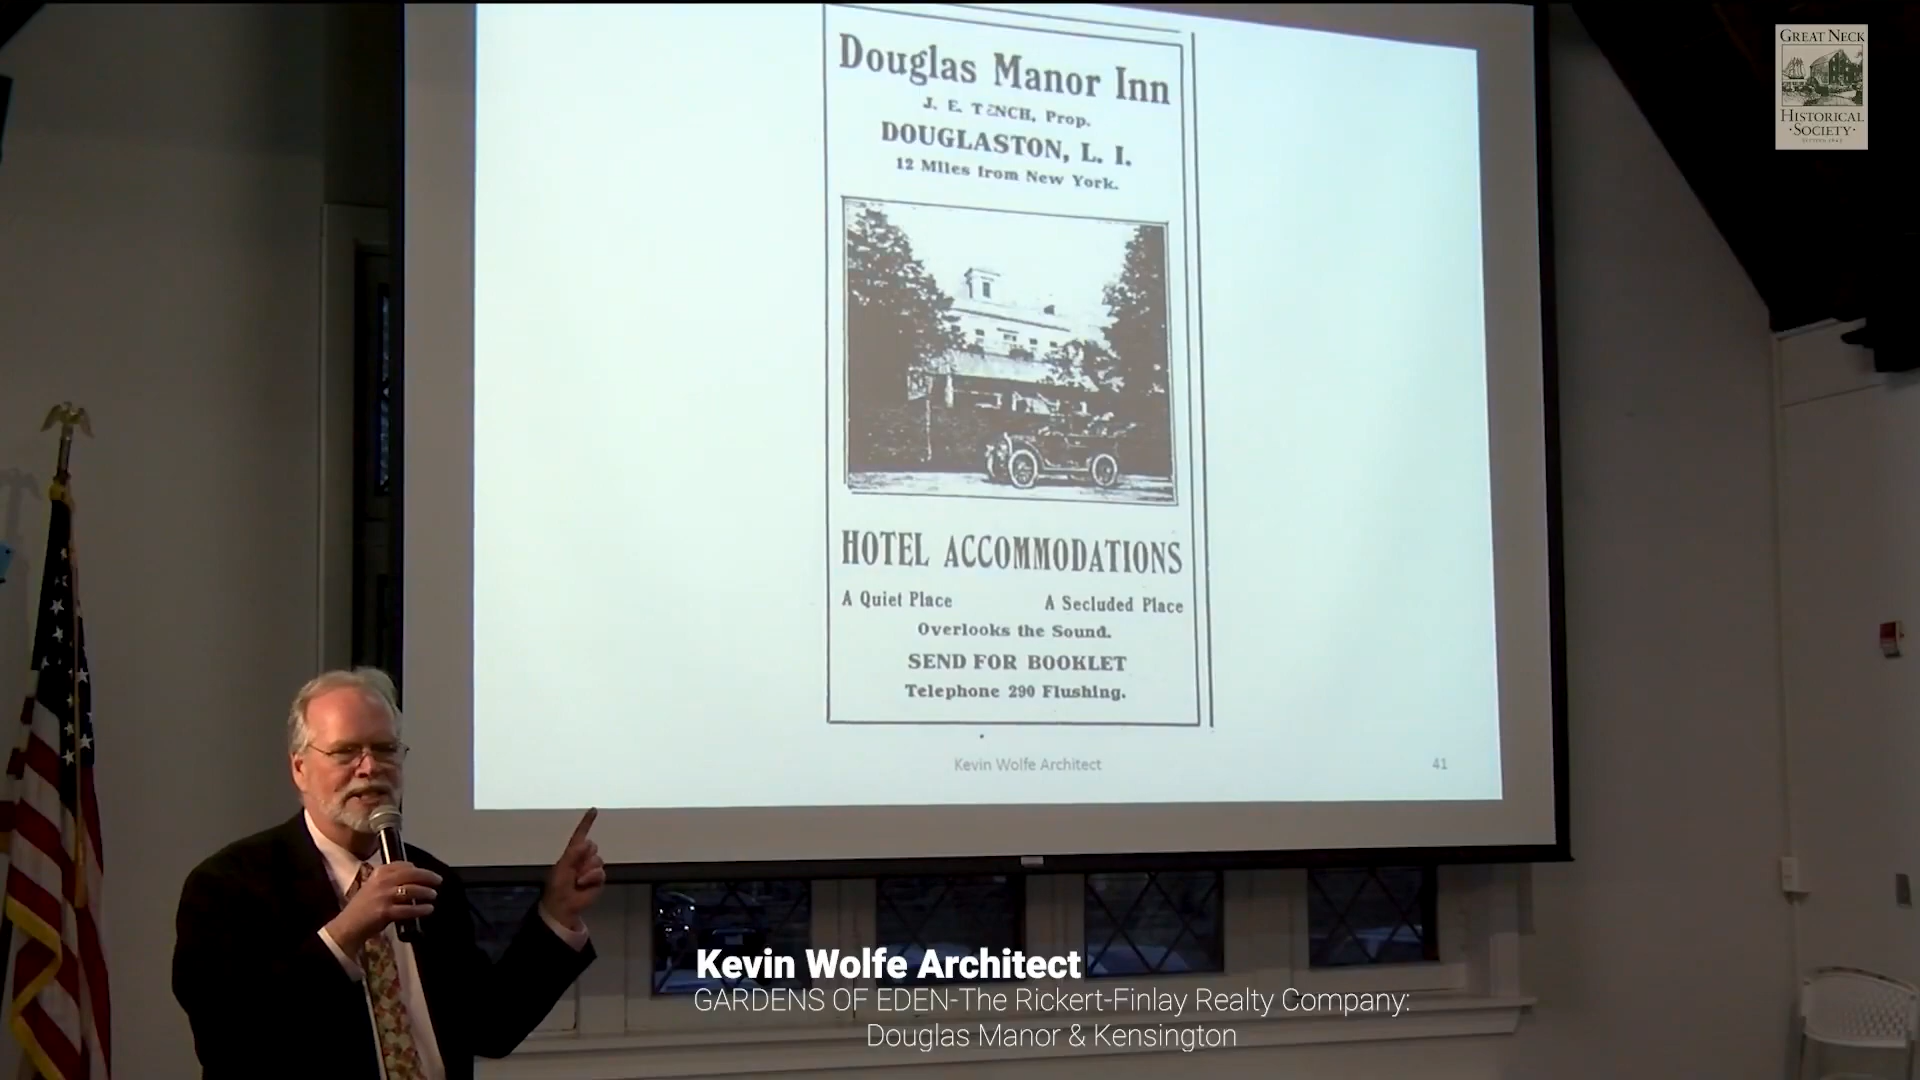 Douglas Manor Inn
J. E. TENCH, Prop.
DOUGLASTON, L. I.
12 Miles from New York.
HOTEL ACCOMMODATIONS
A Quiet Place A Secluded Place
Overlooks the Sound.
SEND FOR BOOKLET
Telephone 290 Flushing.
Kevin Wolfe Architect 41
GREAT NECK
HISTORICAL
·SOCIETY·
Kevin Wolfe Architect
GARDENS OF EDEN-The Rickert-Finlay Realty Company:
Douglas Manor & Kensington